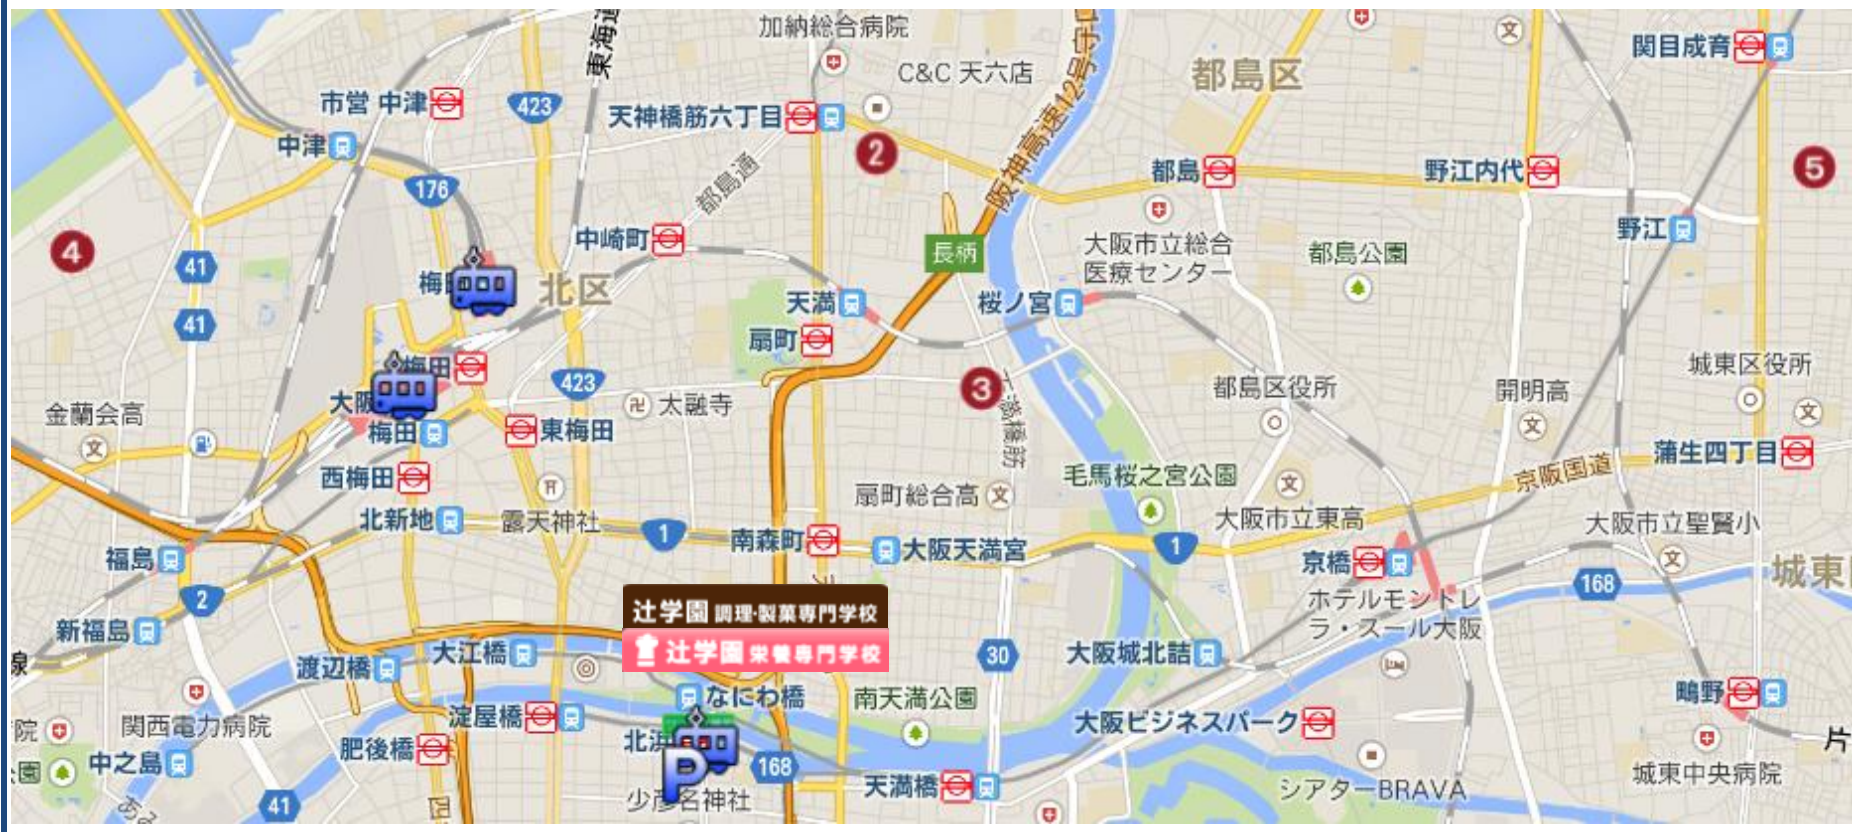 加納総合病院
東海道
C&C 天六店
阪神高速12号守口
都島区
関目成育
市営 中津
423
天神橋筋六丁目
中津
2
176
都島通
都島
野江内代
5
4
41
中崎町
長柄
大阪市立総合
医療センター
都島公園
野江
梅田
北区
天満
桜ノ宮
41
扇町
梅田
423
3
天満橋筋
都島区役所
開明高
城東区役所
金蘭会高
大阪
梅田
東梅田
太融寺
西梅田
扇町総合高
毛馬桜之宮公園
京阪国道
蒲生四丁目
北新地
露天神社
1
南森町
大阪天満宮
1
大阪市立東高
大阪市立聖賢小
福島
京橋
168
城東
2
辻学園 調理・製菓専門学校
辻学園 栄養専門学校
ホテルモントレ
ラ・スール大阪
新福島
線
渡辺橋
大江橋
30
大阪城北詰
なにわ橋
南天満公園
鴫野
院
関西電力病院
淀屋橋
北浜
大阪ビジネスパーク
片
公園
中之島
肥後橋
P
168
天満橋
シアターBRAVA
城東中央病院
41
四
少彦名神社